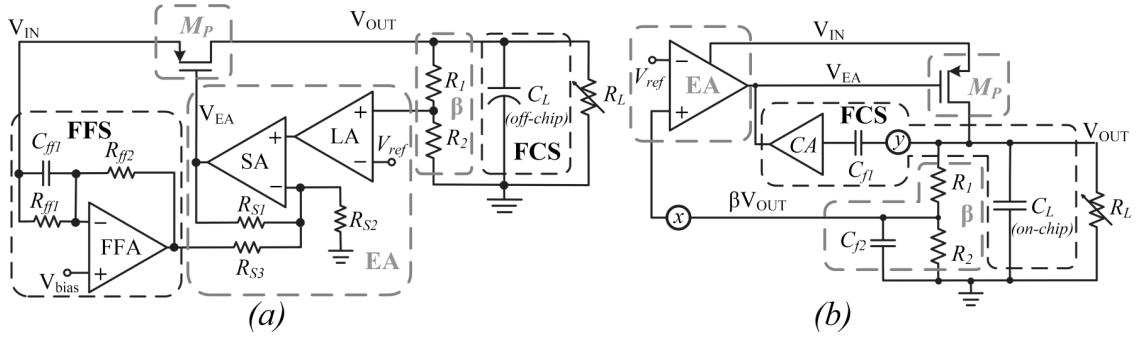 V_IN
M_P
V_OUT
FFS
C_ff1
R_ff2
R_ff1
FFA
V_bias
V_EA
SA
LA
V_ref
R_S1
R_S2
R_S3
EA
R_1
β
R_2
C_L
(off-chip)
FCS
R_L
(a)
V_ref
EA
V_IN
V_EA
M_P
FCS
CA
C_f1
y
V_OUT
x
βV_OUT
R_1
β
C_f2
R_2
C_L
(on-chip)
R_L
(b)